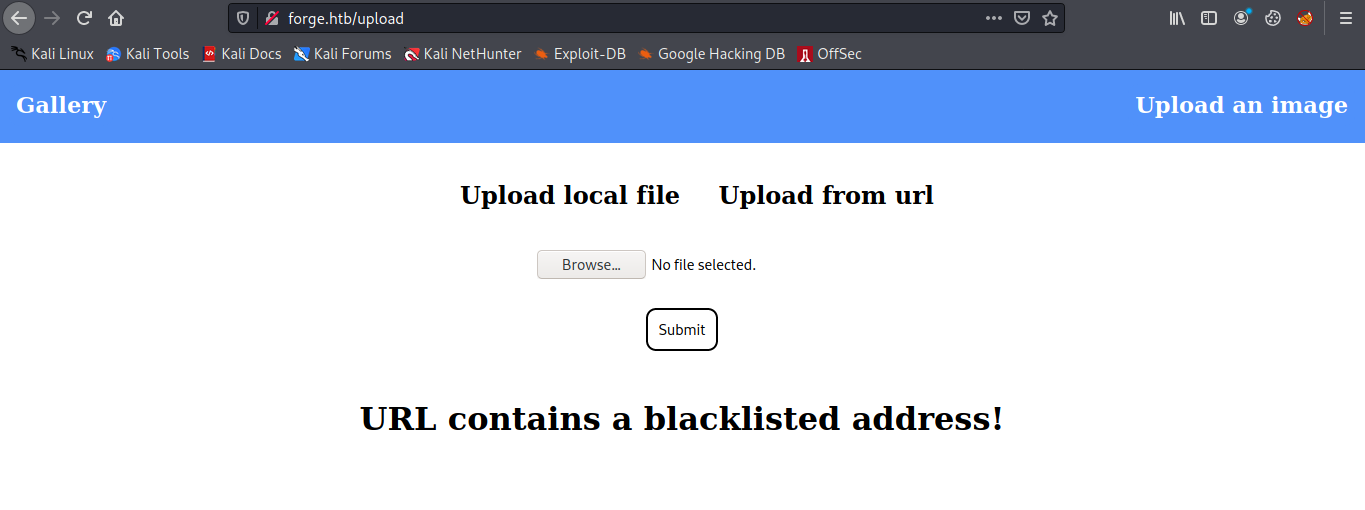 forge.htb/upload
Kali Linux Kali Tools Kali Docs Kali Forums Kali NetHunter Exploit-DB Google Hacking DB OffSec
Gallery Upload an image
Upload local file Upload from url
Browse... No file selected.
Submit
URL contains a blacklisted address!